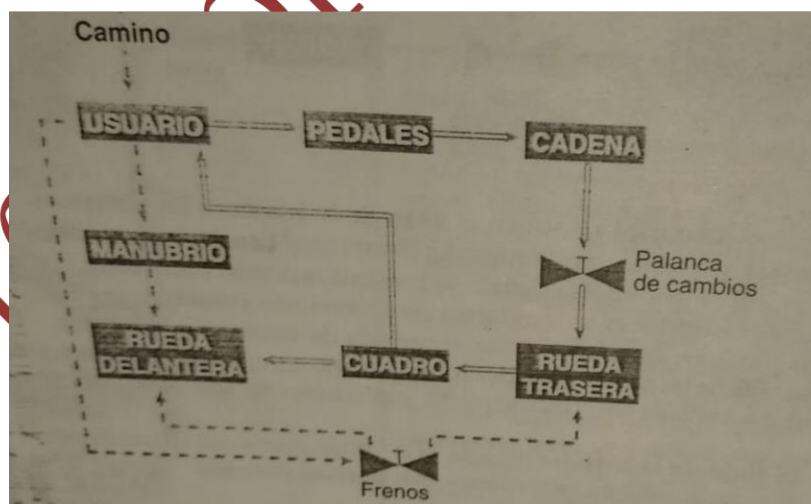 Camino
USUARIO
PEDALES
CADENA
MANUBRIO
Palanca
de cambios
RUEDA
DELANTERA
CUADRO
RUEDA
TRASERA
Frenos